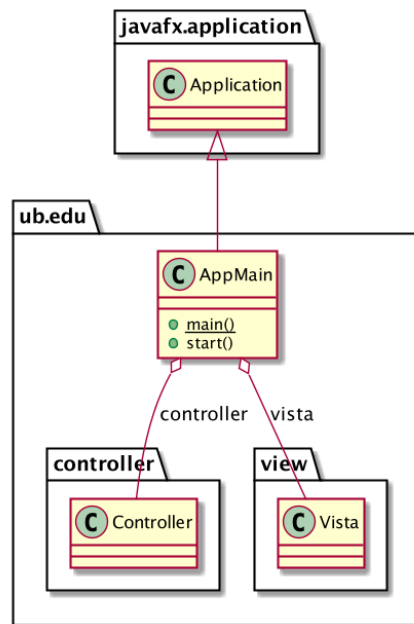 javafx.application
C Application
ub.edu
C AppMain
main()
start()
controller
vista
controller
view
C Controller
C Vista